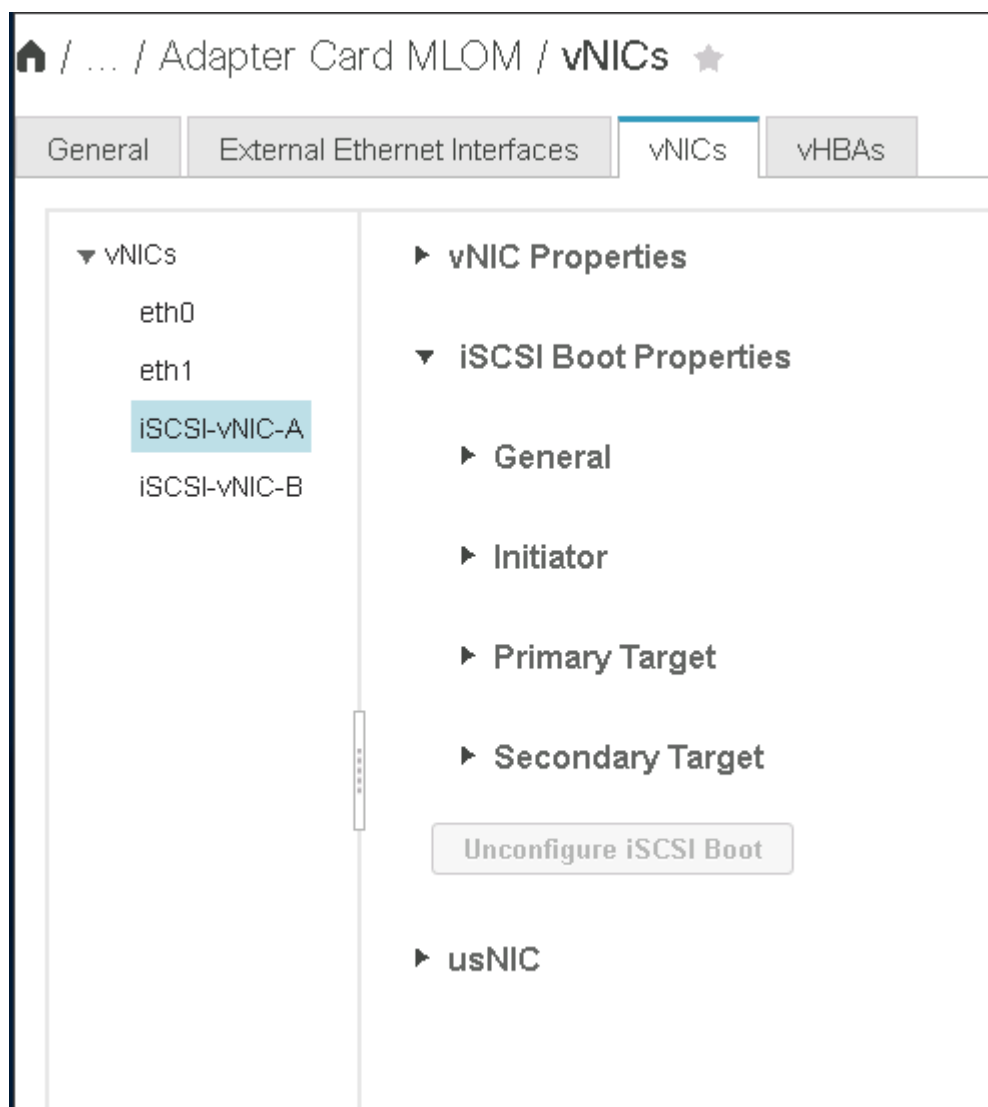 / ... / Adapter Card MLOM / vNICs
General External Ethernet Interfaces vNICs vHBAs
vNICs
eth0
eth1
iSCSI-vNIC-A
iSCSI-vNIC-B
vNIC Properties
iSCSI Boot Properties
General
Initiator
Primary Target
Secondary Target
Unconfigure iSCSI Boot
usNIC